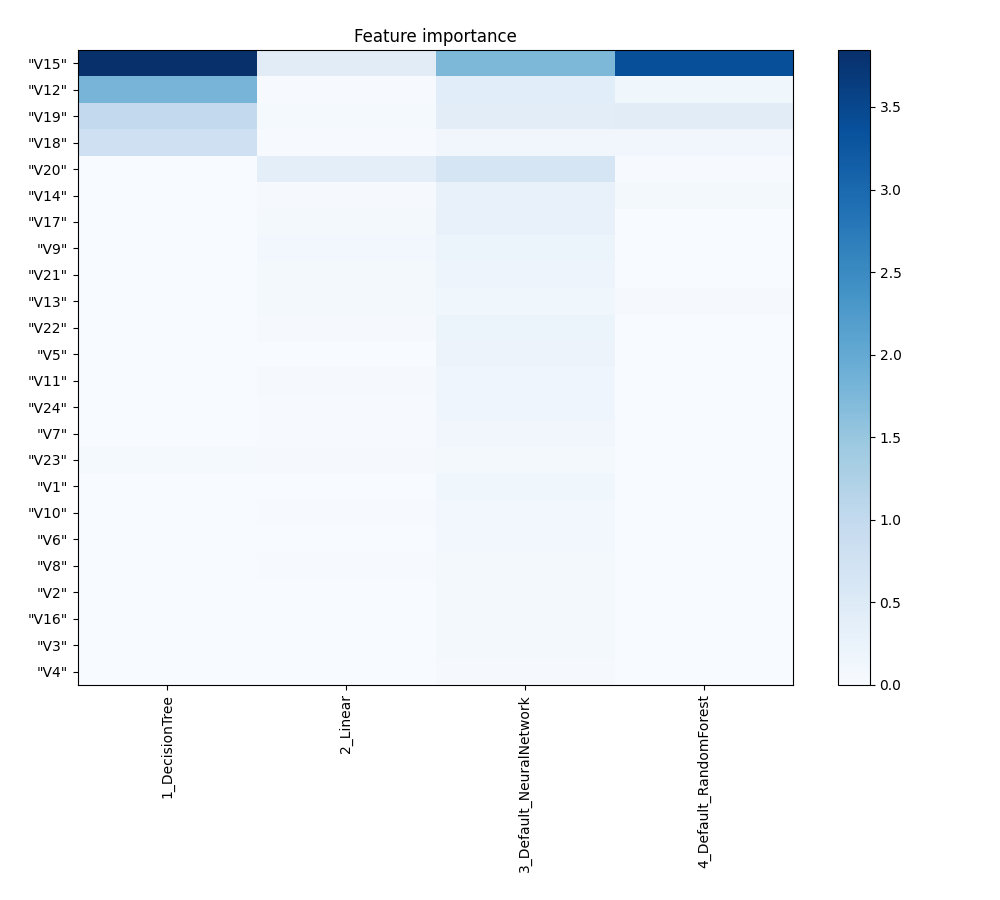 Feature importance
"V15"
"V12"
"V19"
"V18"
"V20"
"V14"
"V17"
"V9"
"V21"
"V13"
"V22"
"V5"
"V11"
"V24"
"V7"
"V23"
"V1"
"V10"
"V6"
"V8"
"V2"
"V16"
"V3"
"V4"
1_DecisionTree
2_Linear
3_Default_NeuralNetwork
4_Default_RandomForest
3.5
3.0
2.5
2.0
1.5
1.0
0.5
0.0